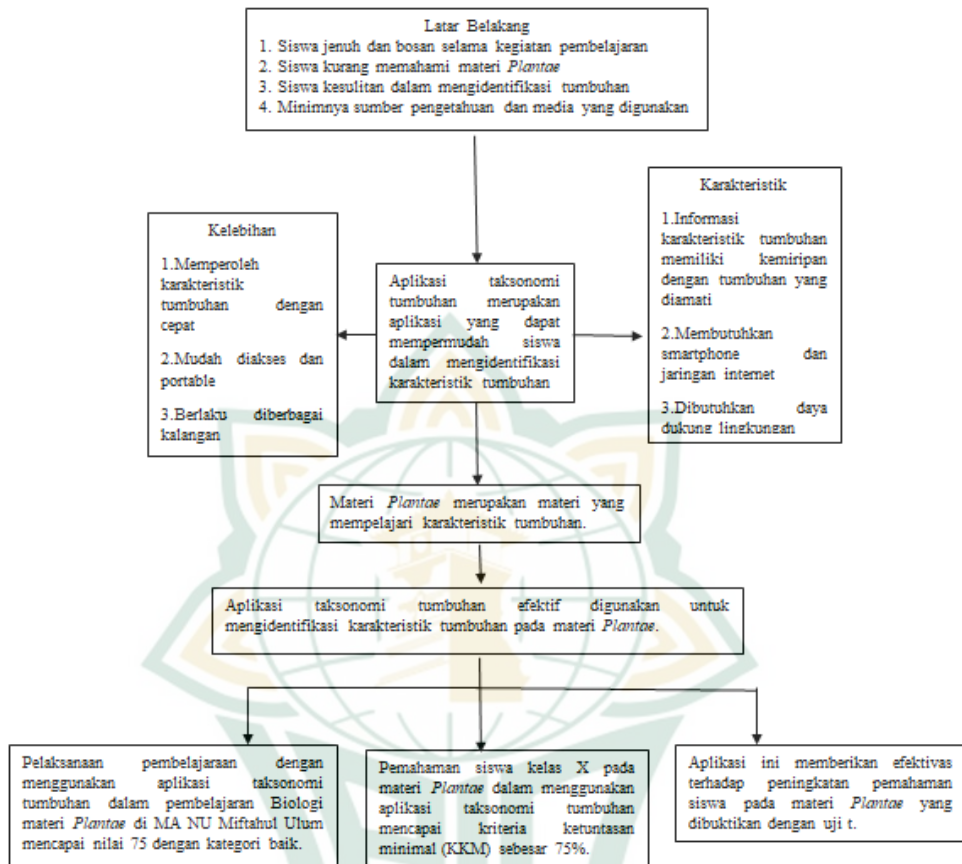 Latar Belakang
1. Siswa jenuh dan bosan selama kegiatan pembelajaran
2. Siswa kurang memahami materi Plantae
3. Siswa kesulitan dalam mengidentifikasi tumbuhan
4. Minimnya sumber pengetahuan dan media yang digunakan
Kelebihan
1.Memperoleh
karakteristik
tumbuhan dengan
cepat
2.Mudah diakses dan
portable
3.Berlaku diberbagai
kalangan
Aplikasi taksonomi
tumbuhan merupakan
aplikasi yang dapat
mempermudah siswa
dalam mengidentifikasi
karakteristik tumbuhan
Karakteristik
1.Informasi
karakteristik tumbuhan
memiliki kemiripan
dengan tumbuhan yang
diamati
2.Membutuhkan
smartphone dan
jaringan internet
3.Dibutuhkan daya
dukung lingkungan
Materi Plantae merupakan materi yang
mempelajari karakteristik tumbuhan.
Aplikasi taksonomi tumbuhan efektif digunakan untuk
mengidentifikasi karakteristik tumbuhan pada materi Plantae.
Pelaksanaan pembelajaraan dengan
menggunakan aplikasi taksonomi
tumbuhan dalam pembelajaran Biologi
materi Plantae di MA NU Miftahul Ulum
mencapai nilai 75 dengan kategori baik.
Pemahaman siswa kelas X pada
materi Plantae dalam menggunakan
aplikasi taksonomi tumbuhan
mencapai kriteria ketuntasan
minimal (KKM) sebesar 75%.
Aplikasi ini memberikan efektivas
terhadap peningkatan pemahaman
siswa pada materi Plantae yang
dibuktikan dengan uji t.